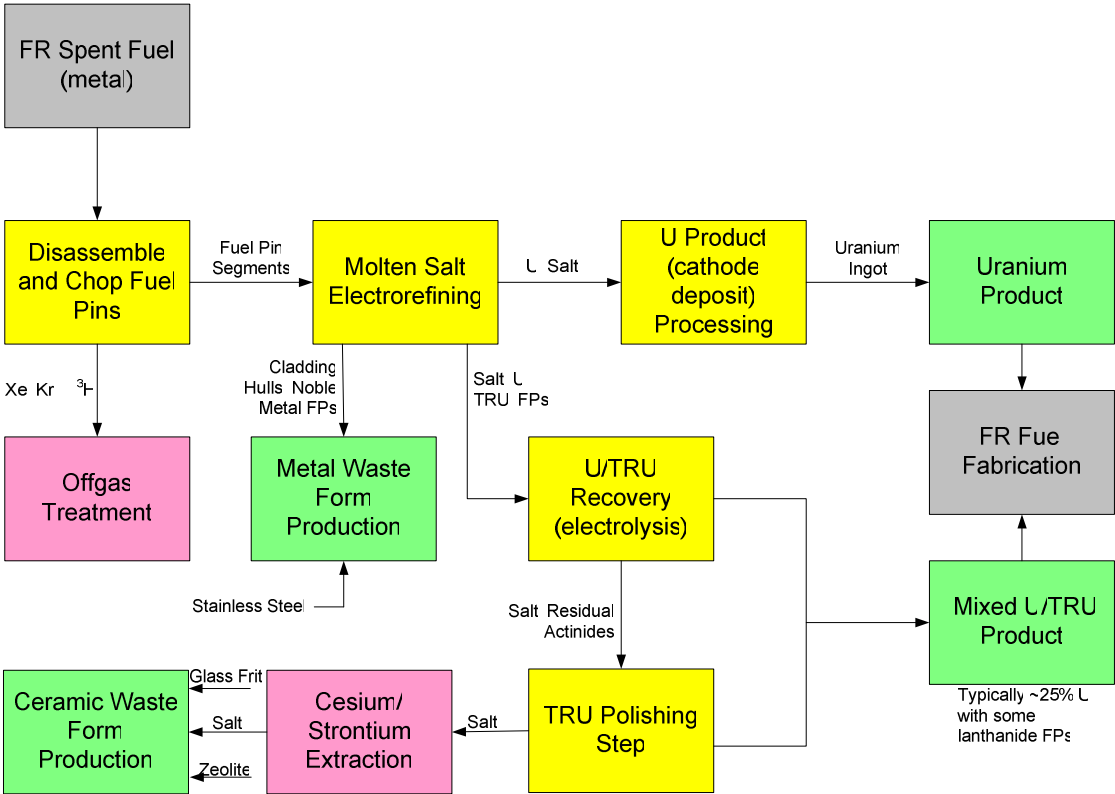 FR Spent Fuel
(metal)
Disassemble
and Chop Fuel
Pins
Fuel Pin
Segments
Molten Salt
Electrorefining
U Salt
U Product
(cathode
deposit)
Processing
Uranium
Ingot
Uranium
Product
Xe Kr ³H
Cladding
Hulls Noble
Metal FPs
Salt U
TRU FPs
Offgas
Treatment
Metal Waste
Form
Production
U/TRU
Recovery
(electrolysis)
FR Fue
Fabrication
Stainless Steel
Salt Residual
Actinides
Mixed U/TRU
Product
Typically ~25% U
with some
lanthanide FPs
Ceramic Waste
Form
Production
Glass Frit
Salt
Zeolite
Cesium/
Strontium
Extraction
Salt
TRU Polishing
Step